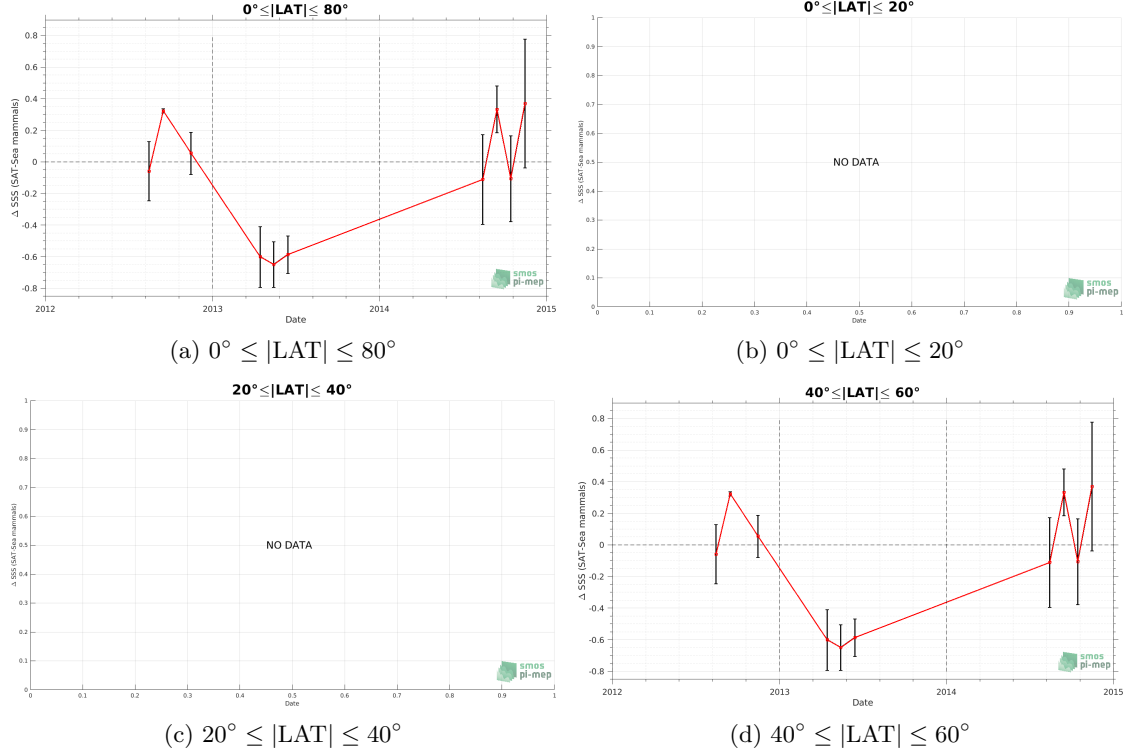 0°≤|LAT|≤ 80°
0.8
0.6
0.4
0.2
0
-0.2
-0.4
-0.6
-0.8
Δ SSS (SAT-Sea mammals)
2012
2013
2014
2015
Date
smos
pi-mep
(a) 0° ≤ |LAT| ≤ 80°
0°≤|LAT|≤ 20°
1
0.9
0.8
0.7
0.6
0.5
0.4
0.3
0.2
0.1
0
Δ SSS (SAT-Sea mammals)
NO DATA
0 0.1 0.2 0.3 0.4 0.5 0.6 0.7 0.8 0.9 1
Date
smos
pi-mep
(b) 0° ≤ |LAT| ≤ 20°
20°≤|LAT|≤ 40°
1
0.9
0.8
0.7
0.6
0.5
0.4
0.3
0.2
0.1
0
Δ SSS (SAT-Sea mammals)
NO DATA
0 0.1 0.2 0.3 0.4 0.5 0.6 0.7 0.8 0.9 1
Date
smos
pi-mep
(c) 20° ≤ |LAT| ≤ 40°
40°≤|LAT|≤ 60°
0.8
0.6
0.4
0.2
0
-0.2
-0.4
-0.6
-0.8
Δ SSS (SAT-Sea mammals)
2012
2013
2014
2015
Date
smos
pi-mep
(d) 40° ≤ |LAT| ≤ 60°